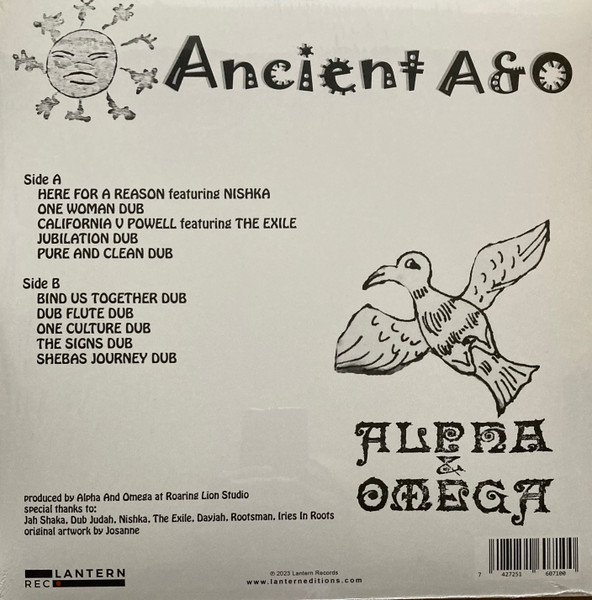 Ancient A&O
Side A
HERE FOR A REASON featuring NISHKA
ONE WOMAN DUB
CALIFORNIA V POWELL featuring THE EXILE
JUBILATION DUB
PURE AND CLEAN DUB
Side B
BIND US TOGETHER DUB
DUB FLUTE DUB
ONE CULTURE DUB
THE SIGNS DUB
SHEBAS JOURNEY DUB
ALPHA
&
OMEGA
produced by Alpha And Omega at Roaring Lion Studio
special thanks to:
Jah Shaka, Dub Judah, Nishka, The Exile, Dayjah, Rootsman, Iries In Roots
original artwork by Josanne
LANTERN
REC
℗ 2023 Lantern Records
www.lanterneditions.com
7 427251 607100